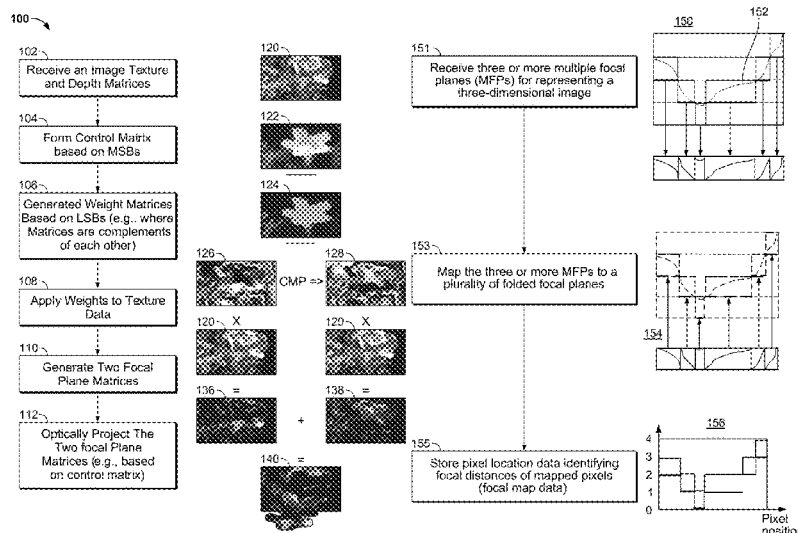 100
102
Receive an Image Texture
and Depth Matrices
104
Form Control Matrix
based on MSBs
106
Generated Weight Matrices
Based on LSBs (e.g., where
Matrices are complements
of each other)
108
Apply Weights to Texture
Data
110
Generate Two Focal
Plane Matrices
112
Optically Project The
Two focal Plane
Matrices (e.g., based
on control matrix)
120
122
124
126
CMP =>
128
120
X
120
X
136
=
138
=
+
140
=
151
Receive three or more multiple focal
planes (MFPs) for representing a
three-dimensional image
153
Map the three or more MFPs to a
plurality of folded focal planes
155
Store pixel location data identifying
focal distances of mapped pixels
(focal map data)
150
152
154
156
4
3
2
1
0
Pixel